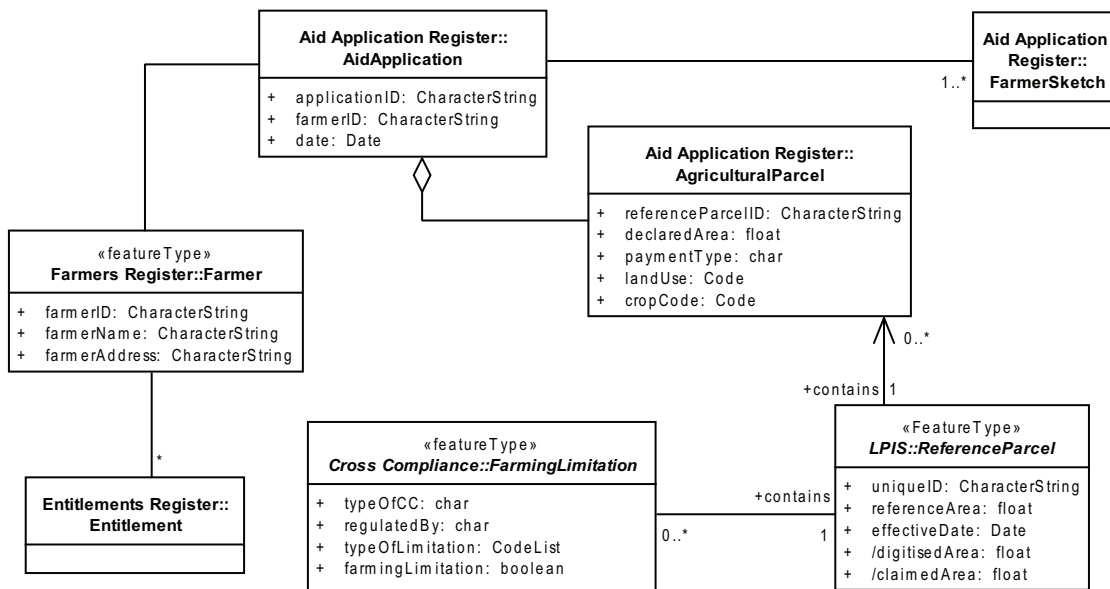 Aid Application Register::
AidApplication
+ applicationID: CharacterString
+ farmerID: CharacterString
+ date: Date
Aid Application
Register::
FarmerSketch
1..*
Aid Application Register::
AgriculturalParcel
+ referenceParcelID: CharacterString
+ declaredArea: float
+ paymentType: char
+ landUse: Code
+ cropCode: Code
«featureType»
Farmers Register::Farmer
+ farmerID: CharacterString
+ farmerName: CharacterString
+ farmerAddress: CharacterString
0..*
+contains 1
*
Entitlements Register::
Entitlement
«featureType»
Cross Compliance::FarmingLimitation
+ typeOfCC: char
+ regulatedBy: char
+ typeOfLimitation: CodeList
+ farmingLimitation: boolean
+contains
0..* 1
«FeatureType»
LPIS::ReferenceParcel
+ uniqueID: CharacterString
+ referenceArea: float
+ effectiveDate: Date
+ /digitisedArea: float
+ /claimedArea: float